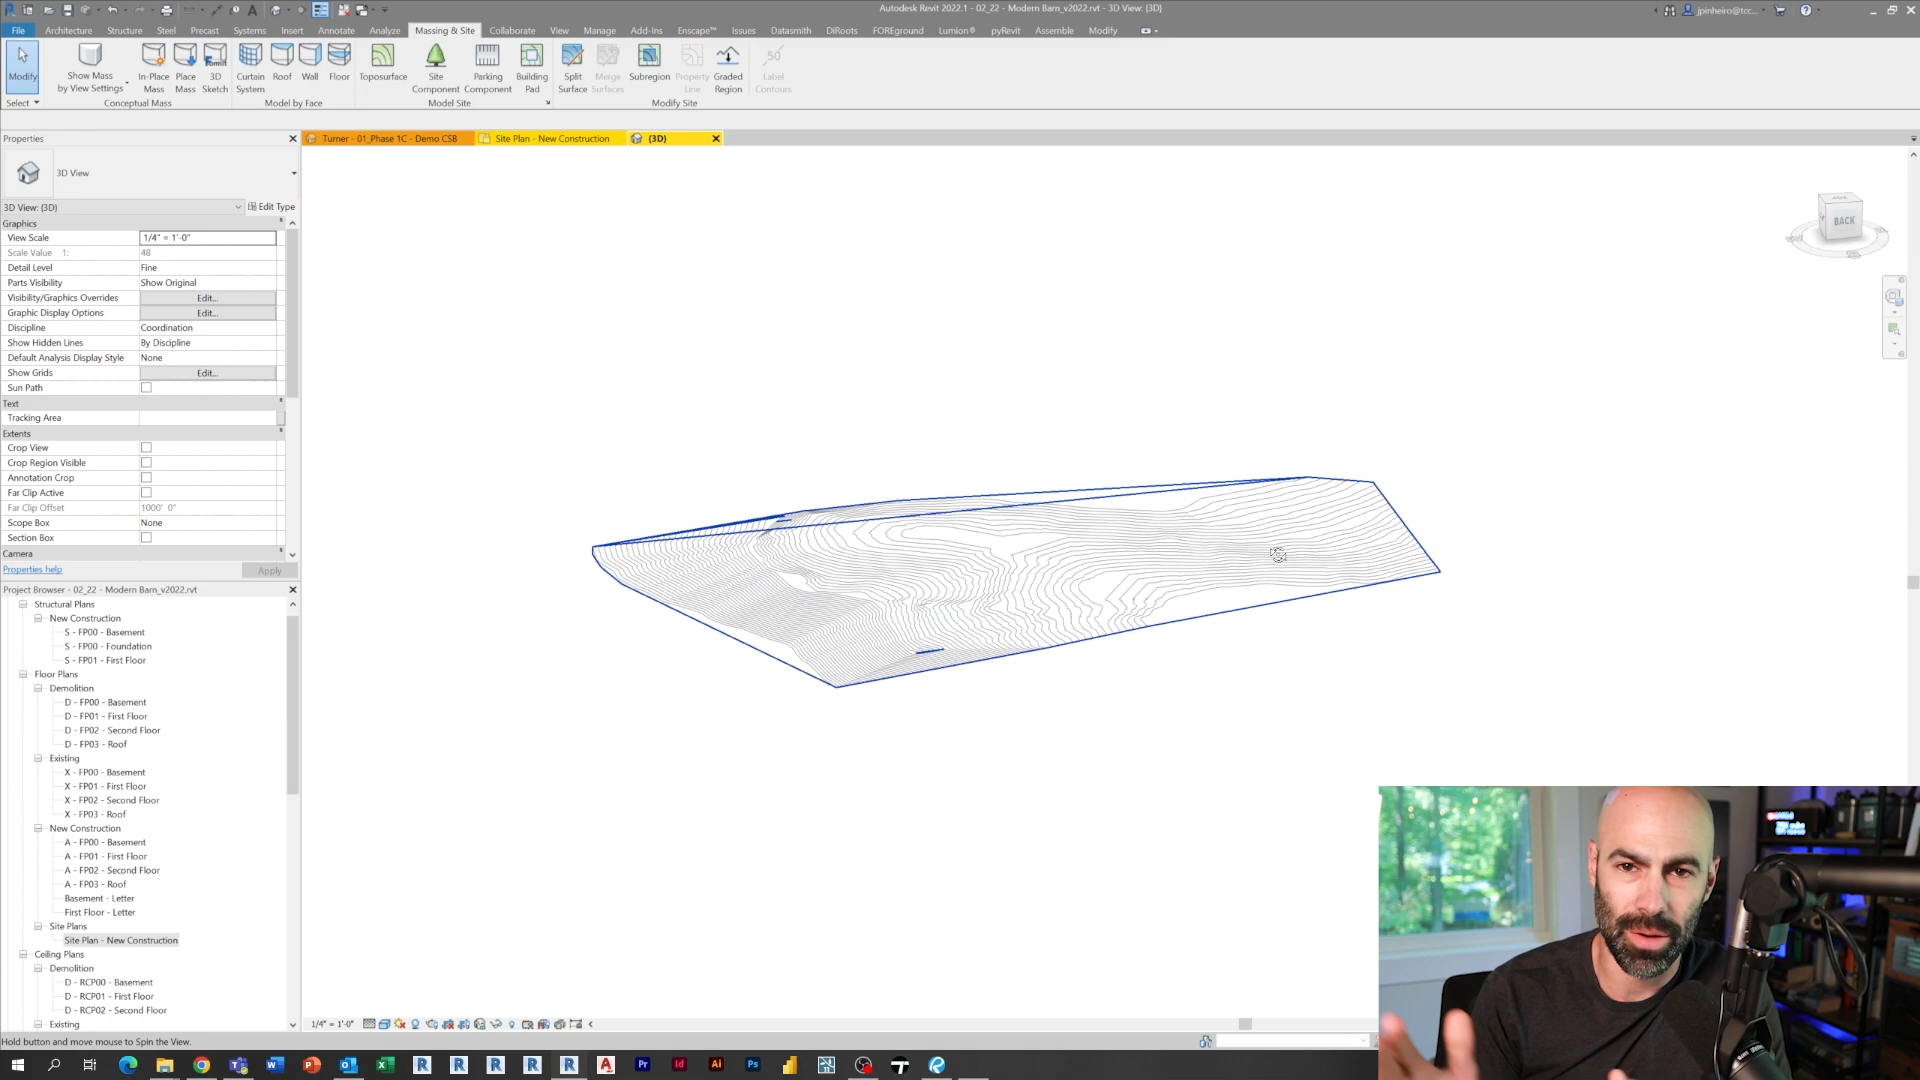 Autodesk Revit 2022.1 - 02_22 - Modern Barn_v2022.rvt - 3D View: {3D}
jpinheiro@tcc...
File Architecture Structure Steel Precast Systems Insert Annotate Analyze Massing & Site Collaborate View Manage Add-Ins Enscape™ Issues Datasmith DiRoots FOREground Lumion® pyRevit Assemble Modify
Modify
Show Mass
by View Settings
In-Place
Mass
Place
Mass
3D
Sketch
Curtain
System
Roof
Wall
Floor
Toposurface
Site
Component
Parking
Component
Building
Pad
Split
Surface
Merge
Surfaces
Subregion
Property
Line
Graded
Region
Label
Contours
Select
Conceptual Mass
Model by Face
Model Site
Modify Site
Properties
Turner - 01_Phase 1C - Demo CSB
Site Plan - New Construction
{3D}
3D View
3D View: {3D}
Edit Type
Graphics
View Scale 1/4" = 1'-0"
Scale Value 1: 48
Detail Level Fine
Parts Visibility Show Original
Visibility/Graphics Overrides Edit...
Graphic Display Options Edit...
Discipline Coordination
Show Hidden Lines By Discipline
Default Analysis Display Style None
Show Grids Edit...
Sun Path
Text
Tracking Area
Extents
Crop View
Crop Region Visible
Annotation Crop
Far Clip Active
Far Clip Offset 1000' 0"
Scope Box None
Section Box
Camera
Properties help Apply
BACK
Project Browser - 02_22 - Modern Barn_v2022.rvt
Structural Plans
New Construction
S - FP00 - Basement
S - FP00 - Foundation
S - FP01 - First Floor
Floor Plans
Demolition
D - FP00 - Basement
D - FP01 - First Floor
D - FP02 - Second Floor
D - FP03 - Roof
Existing
X - FP00 - Basement
X - FP01 - First Floor
X - FP02 - Second Floor
X - FP03 - Roof
New Construction
A - FP00 - Basement
A - FP01 - First Floor
A - FP02 - Second Floor
A - FP03 - Roof
Basement - Letter
First Floor - Letter
Site Plans
Site Plan - New Construction
Ceiling Plans
Demolition
D - RCP00 - Basement
D - RCP01 - First Floor
D - RCP02 - Second Floor
Existing
1/4" = 1'-0"
Hold button and move mouse to Spin the View.